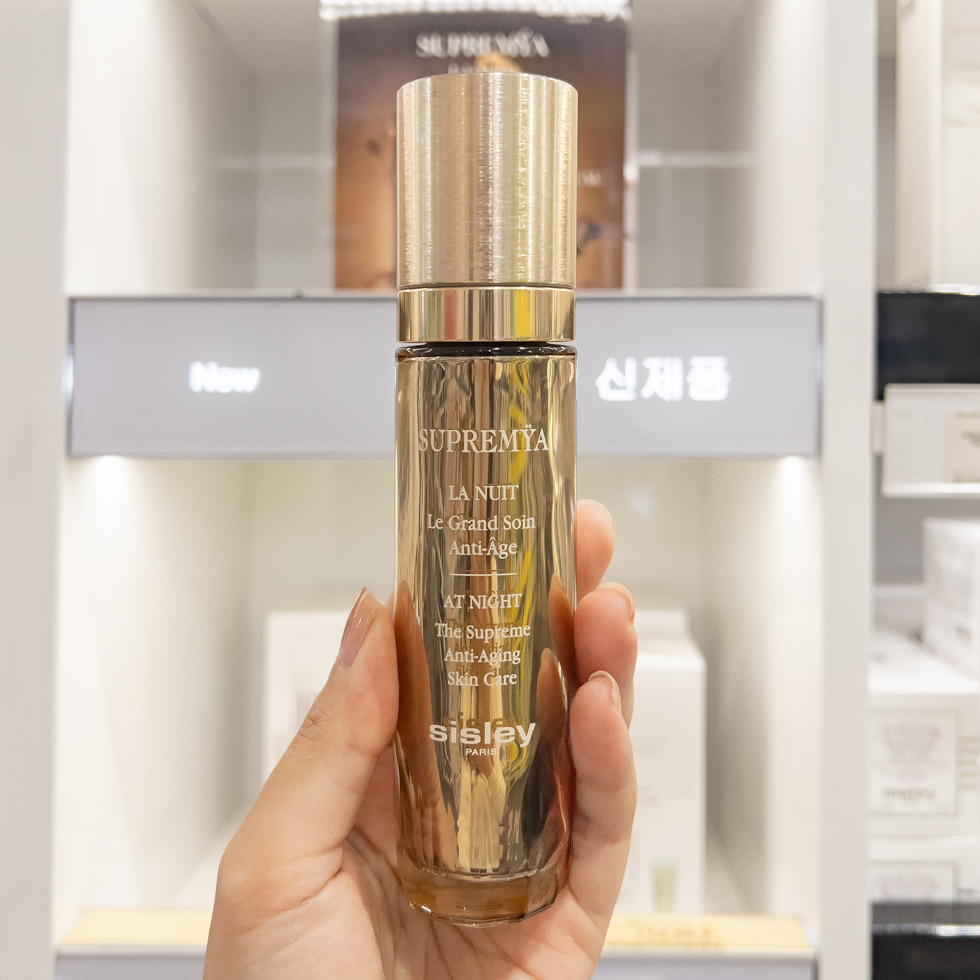 SUPREMŸA
New
신제품
SUPREMŸA
LA NUIT
Le Grand Soin
Anti-Âge
AT NIGHT
The Supreme
Anti-Aging
Skin Care
sisley
PARIS